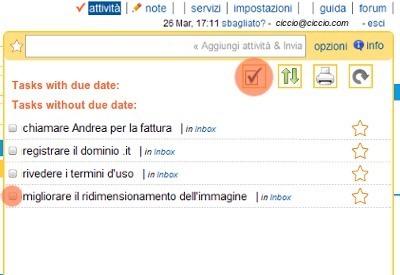 attività | note | servizi | impostazioni | guida | forum |
26 Mar, 17:11 sbagliato? - ciccio@ciccio.com - esci
« Aggiungi attività & Invia opzioni info
Tasks with due date:
Tasks without due date:
chiamare Andrea per la fattura | in Inbox
registrare il dominio .it | in Inbox
rivedere i termini d'uso | in Inbox
migliorare il ridimensionamento dell'immagine | in Inbox